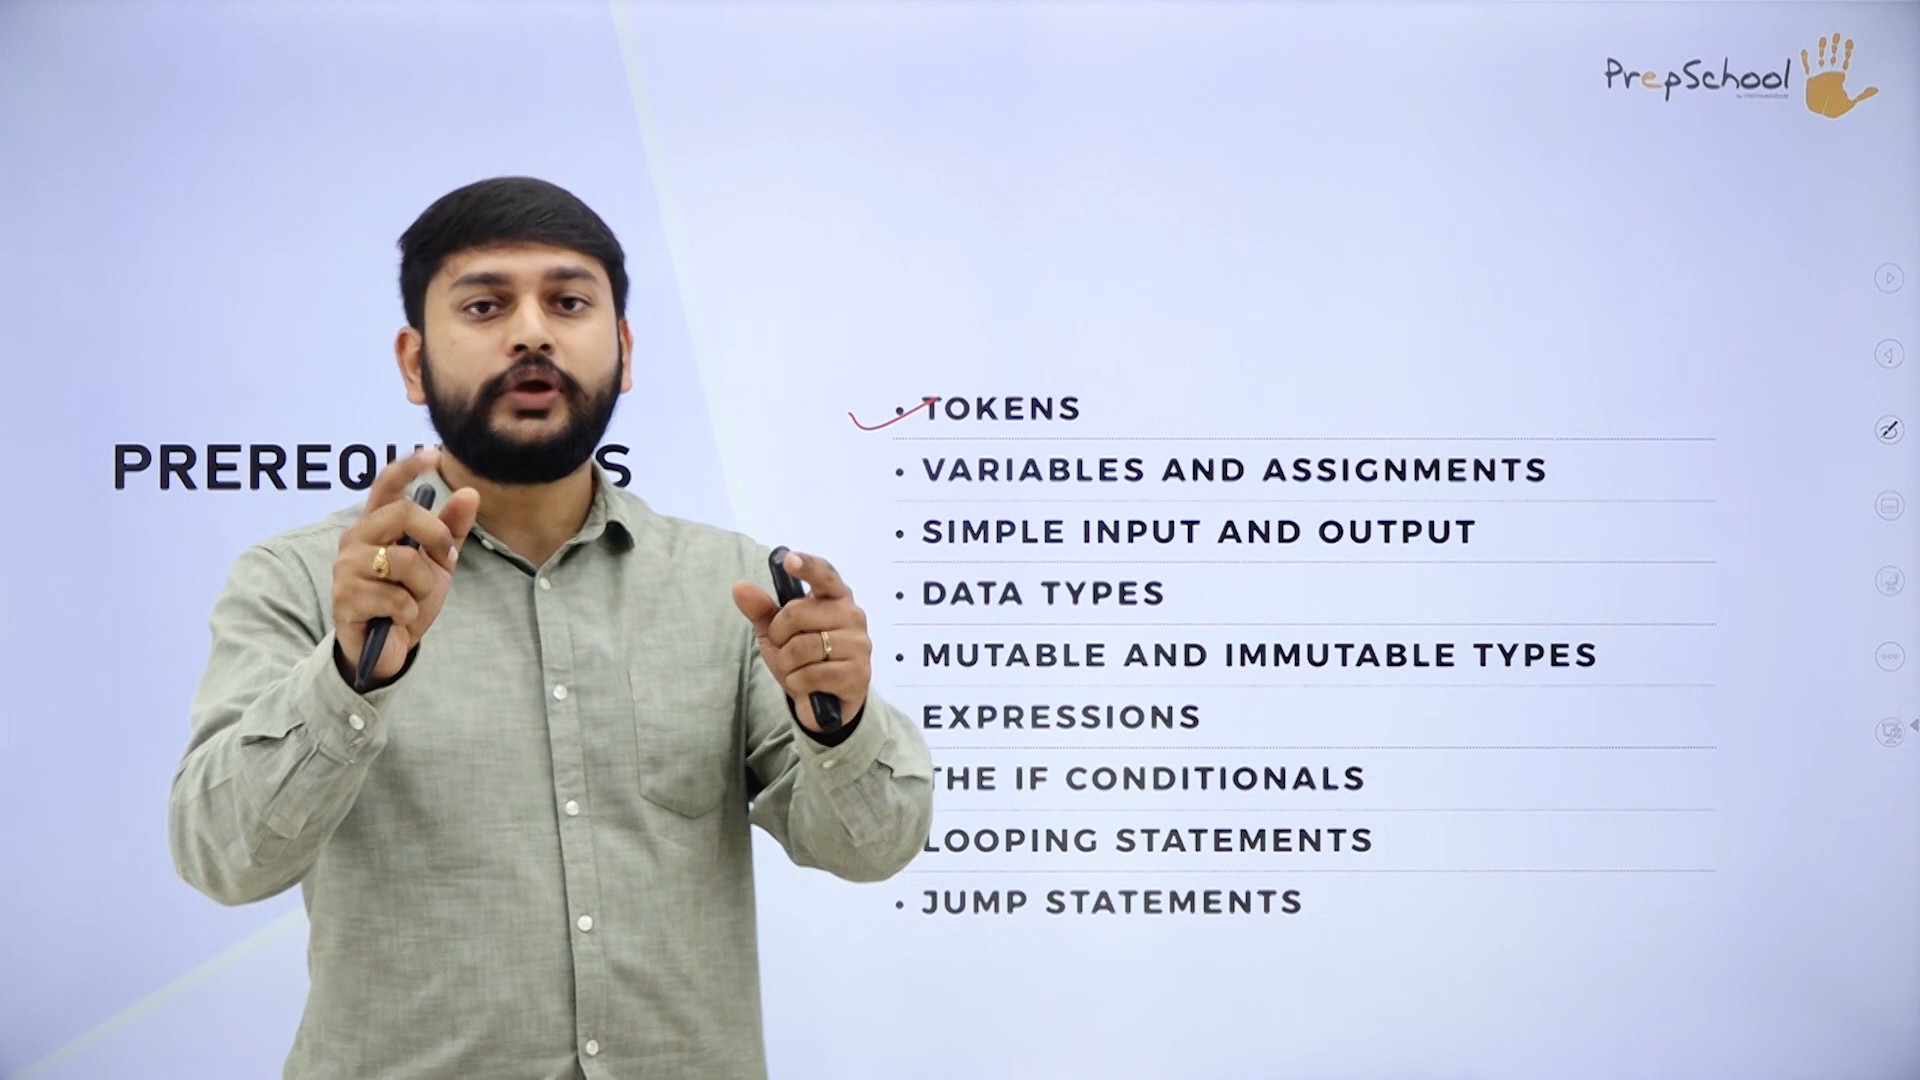 PrepSchool
• TOKENS
• VARIABLES AND ASSIGNMENTS
• SIMPLE INPUT AND OUTPUT
• DATA TYPES
• MUTABLE AND IMMUTABLE TYPES
EXPRESSIONS
THE IF CONDITIONALS
LOOPING STATEMENTS
• JUMP STATEMENTS